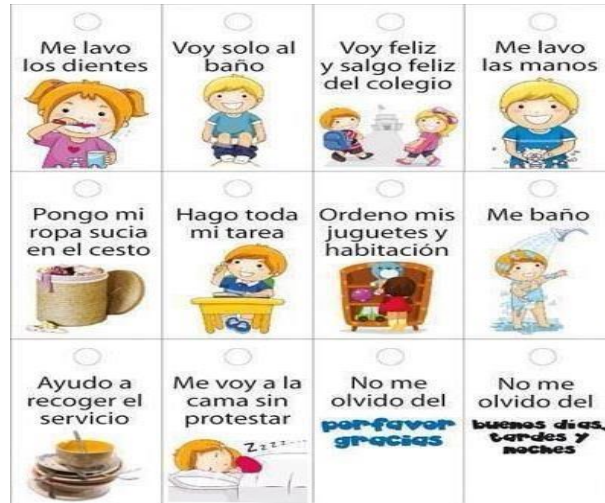 Me lavo
los dientes
Voy solo al
baño
Voy feliz
y salgo feliz
del colegio
Me lavo
las manos
Pongo mi
ropa sucia
en el cesto
Hago toda
mi tarea
Ordeno mis
juguetes y
habitación
Me baño
Ayudo a
recoger el
servicio
Me voy a la
cama sin
protestar
zzzzz...
No me
olvido del
porfavor
gracias
No me
olvido del
buenos días,
tardes y
noches